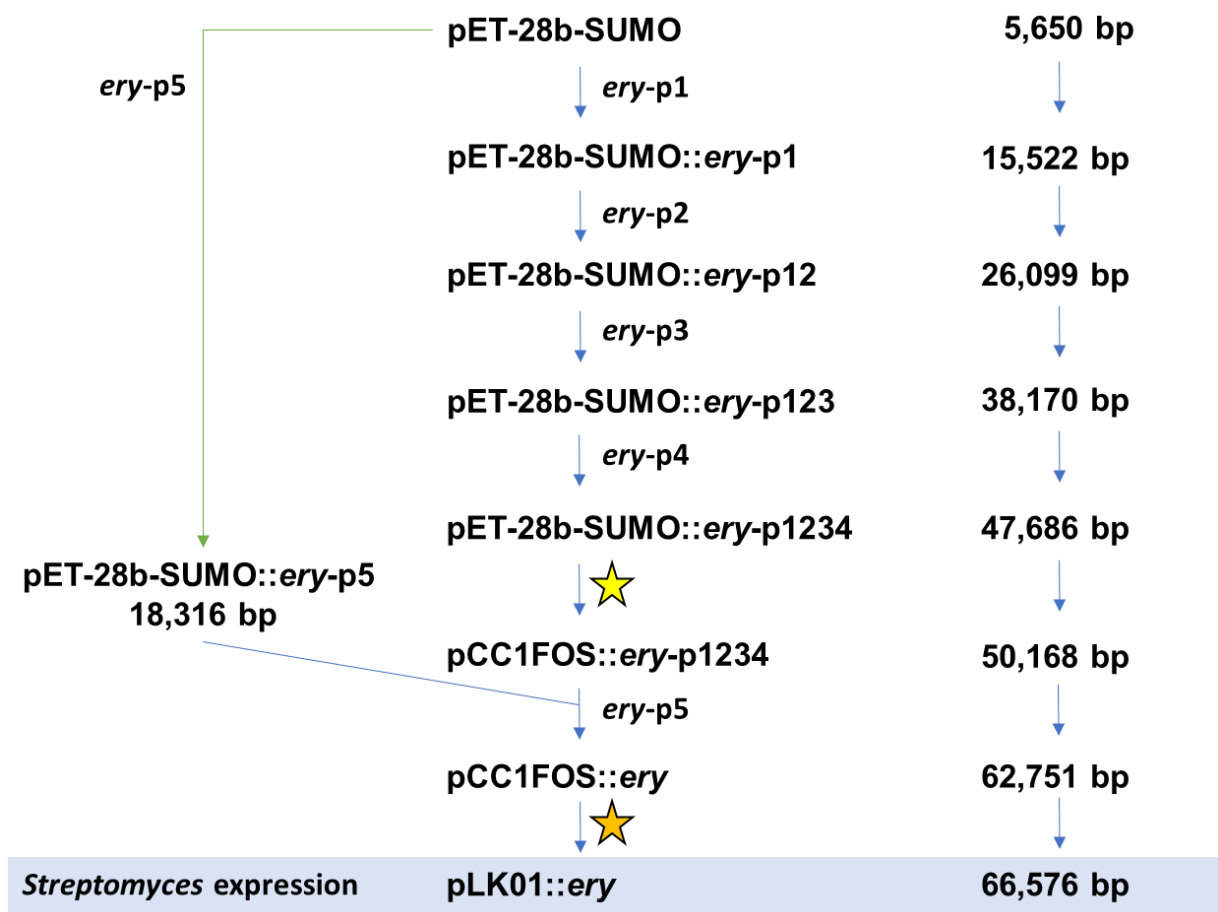 pET-28b-SUMO 5,650 bp
ery-p5
ery-p1
pET-28b-SUMO::ery-p1 15,522 bp
ery-p2
pET-28b-SUMO::ery-p12 26,099 bp
ery-p3
pET-28b-SUMO::ery-p123 38,170 bp
ery-p4
pET-28b-SUMO::ery-p1234 47,686 bp
pET-28b-SUMO::ery-p5
18,316 bp
pCC1FOS::ery-p1234 50,168 bp
ery-p5
pCC1FOS::ery 62,751 bp
Streptomyces expression pLK01::ery 66,576 bp